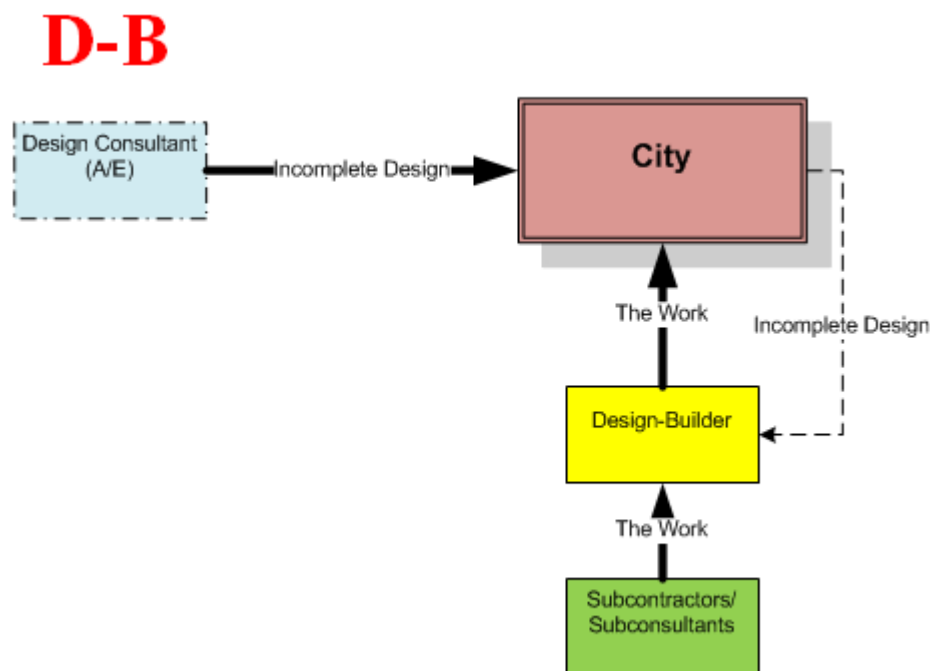 D-B
Design Consultant
(A/E)
Incomplete Design
City
The Work
Incomplete Design
Design-Builder
The Work
Subcontractors/
Subconsultants